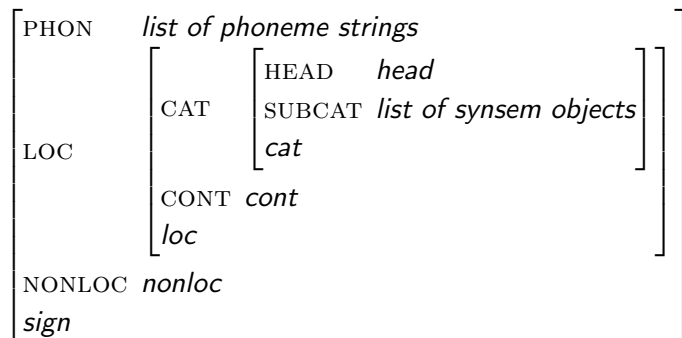 PHON list of phoneme strings
HEAD head
CAT SUBCAT list of synsem objects
cat
LOC
CONT cont
loc
NONLOC nonloc
sign